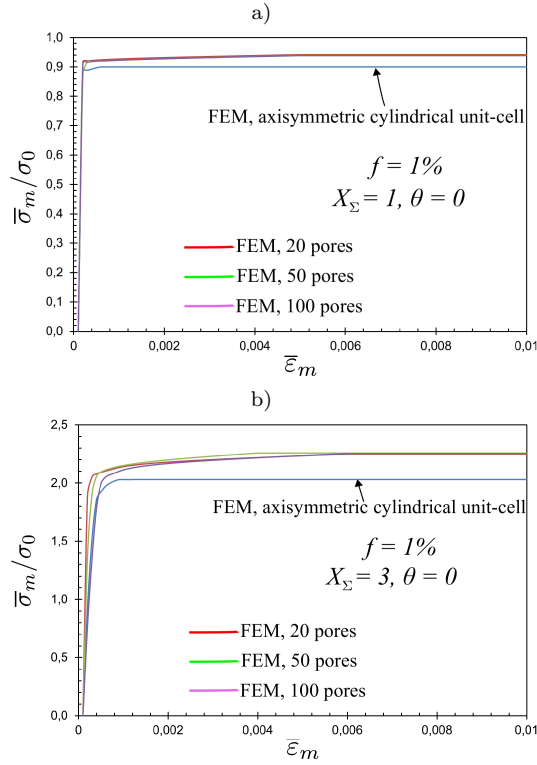 a)
1,0
0,9
0,8
0,7
0,6
0,5
0,4
0,3
0,2
0,1
0,0
σ̅m/σ0
FEM, axisymmetric cylindrical unit-cell
f = 1%
XΣ = 1, θ = 0
FEM, 20 pores
FEM, 50 pores
FEM, 100 pores
0 0,002 0,004 0,006 0,008 0,01
ε̅m
b)
2,5
2,0
1,5
1,0
0,5
0,0
σ̅m/σ0
FEM, axisymmetric cylindrical unit-cell
f = 1%
XΣ = 3, θ = 0
FEM, 20 pores
FEM, 50 pores
FEM, 100 pores
0 0,002 0,004 0,006 0,008 0,01
ε̅m